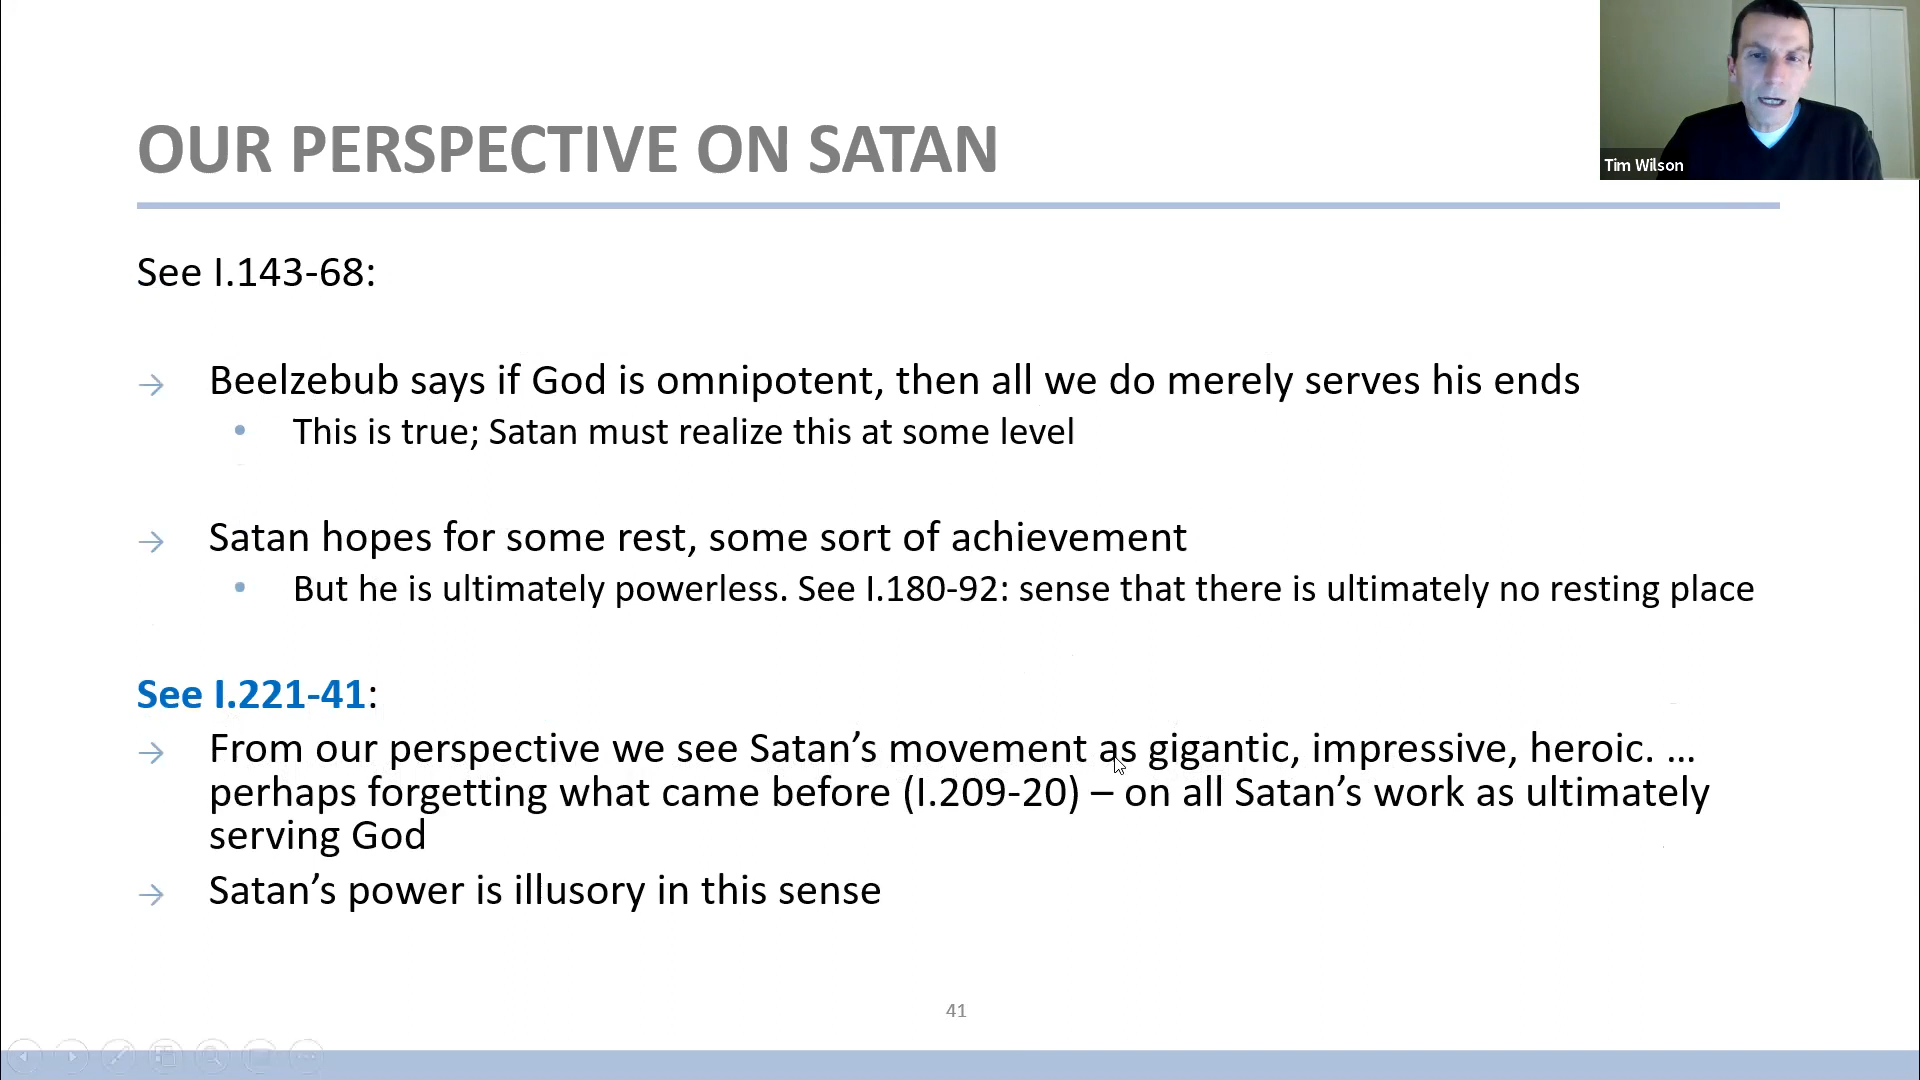 OUR PERSPECTIVE ON SATAN
Tim Wilson
See I.143-68:
→ Beelzebub says if God is omnipotent, then all we do merely serves his ends
• This is true; Satan must realize this at some level
→ Satan hopes for some rest, some sort of achievement
• But he is ultimately powerless. See I.180-92: sense that there is ultimately no resting place
See I.221-41:
→ From our perspective we see Satan’s movement as gigantic, impressive, heroic. …
perhaps forgetting what came before (I.209-20) – on all Satan’s work as ultimately
serving God
→ Satan’s power is illusory in this sense
41